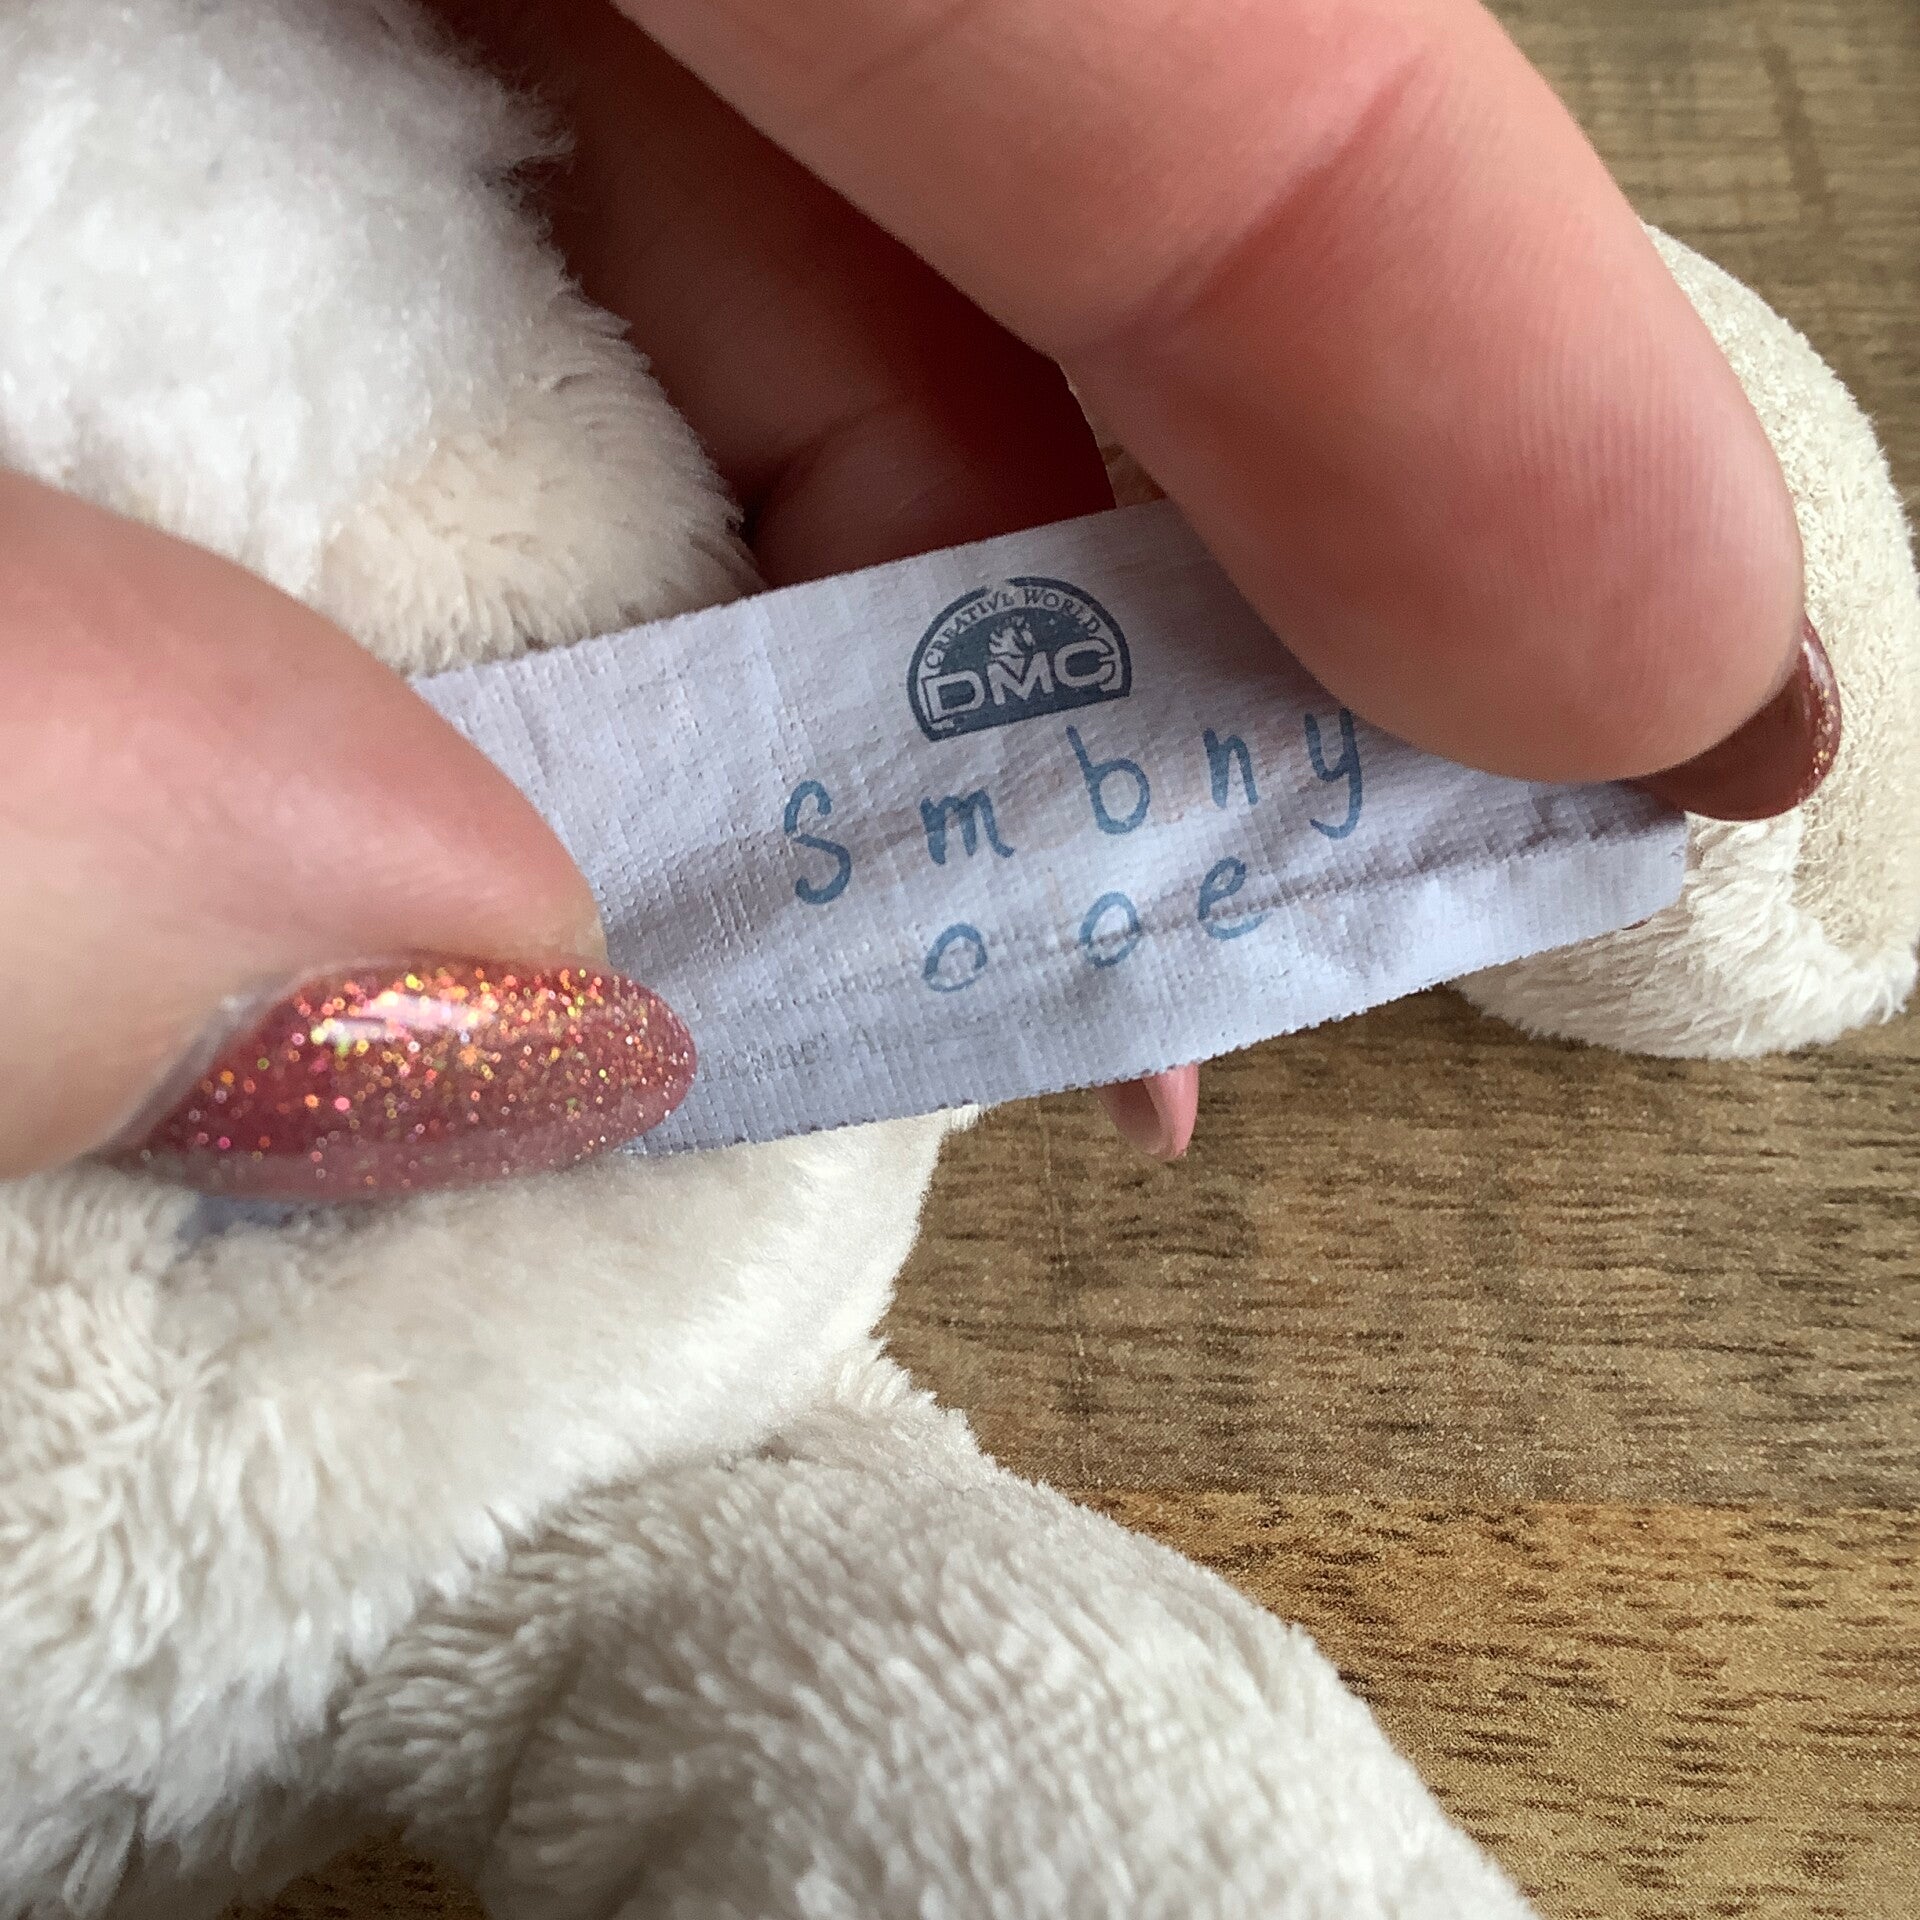 CREATIVE WORLD
DMC
S m b n y
o o e